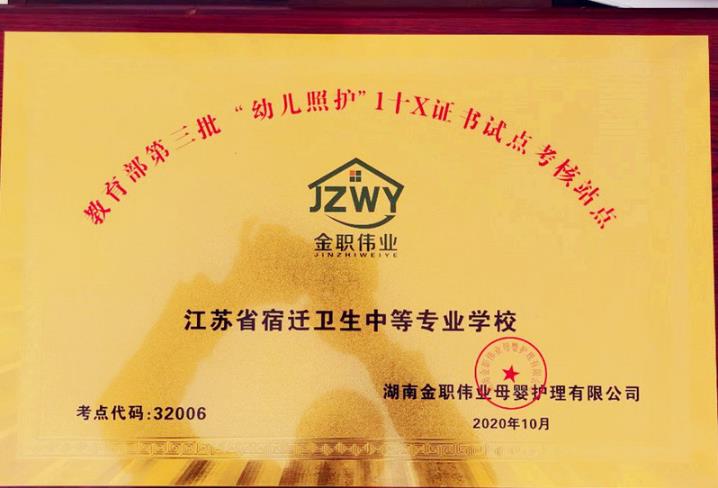 教育部第三批“幼儿照护”1十X证书试点考核站点
JZWY
金职伟业
JINZHIWEIYE
江苏省宿迁卫生中等专业学校
湖南金职伟业母婴护理有限公司
考点代码:32006
2020年10月